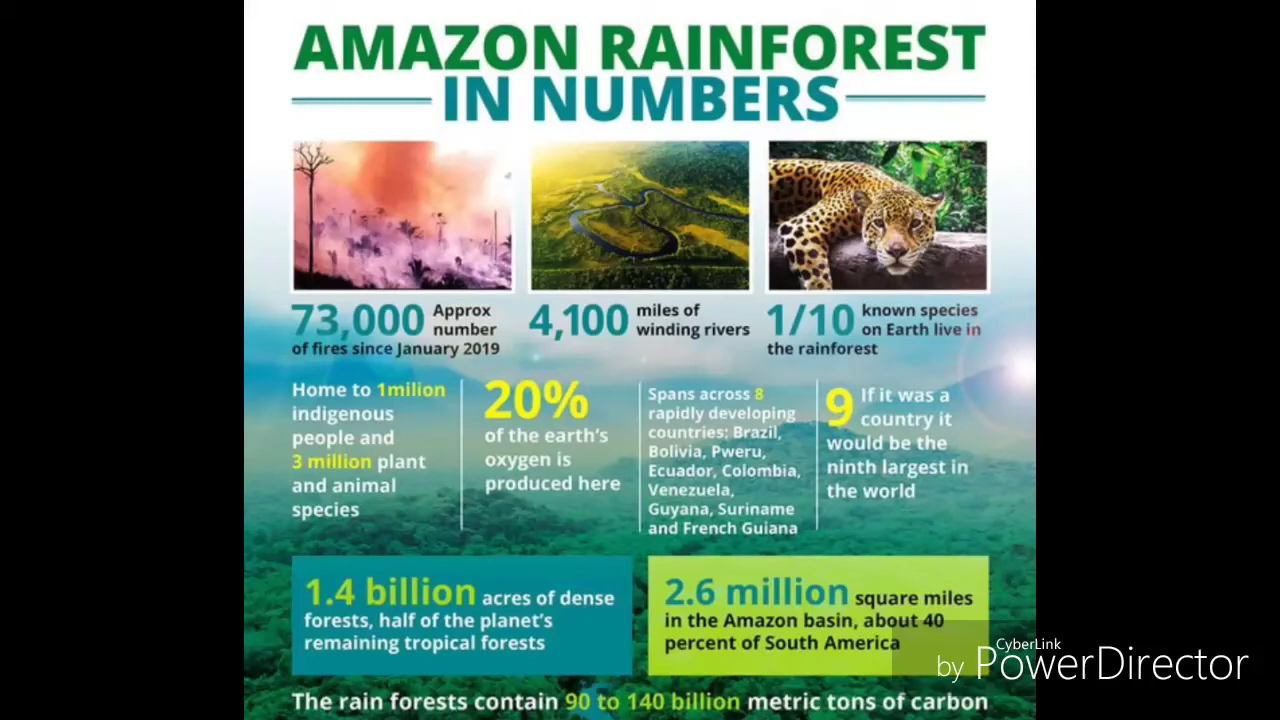 AMAZON RAINFOREST
IN NUMBERS
73,000 Approx
number
of fires since January 2019
4,100 miles of
winding rivers
1/10 known species
on Earth live in
the rainforest
Home to 1milion
indigenous
people and
3 million plant
and animal
species
20%
of the earth's
oxygen is
produced here
Spans across 8
rapidly developing
countries: Brazil,
Bolivia, Pweru,
Ecuador, Colombia,
Venezuela,
Guyana, Suriname
and French Guiana
9 If it was a
country it
would be the
ninth largest in
the world
1.4 billion acres of dense
forests, half of the planet's
remaining tropical forests
2.6 million square miles
in the Amazon basin, about 40
percent of South America
The rain forests contain 90 to 140 billion metric tons of carbon
CyberLink
by PowerDirector